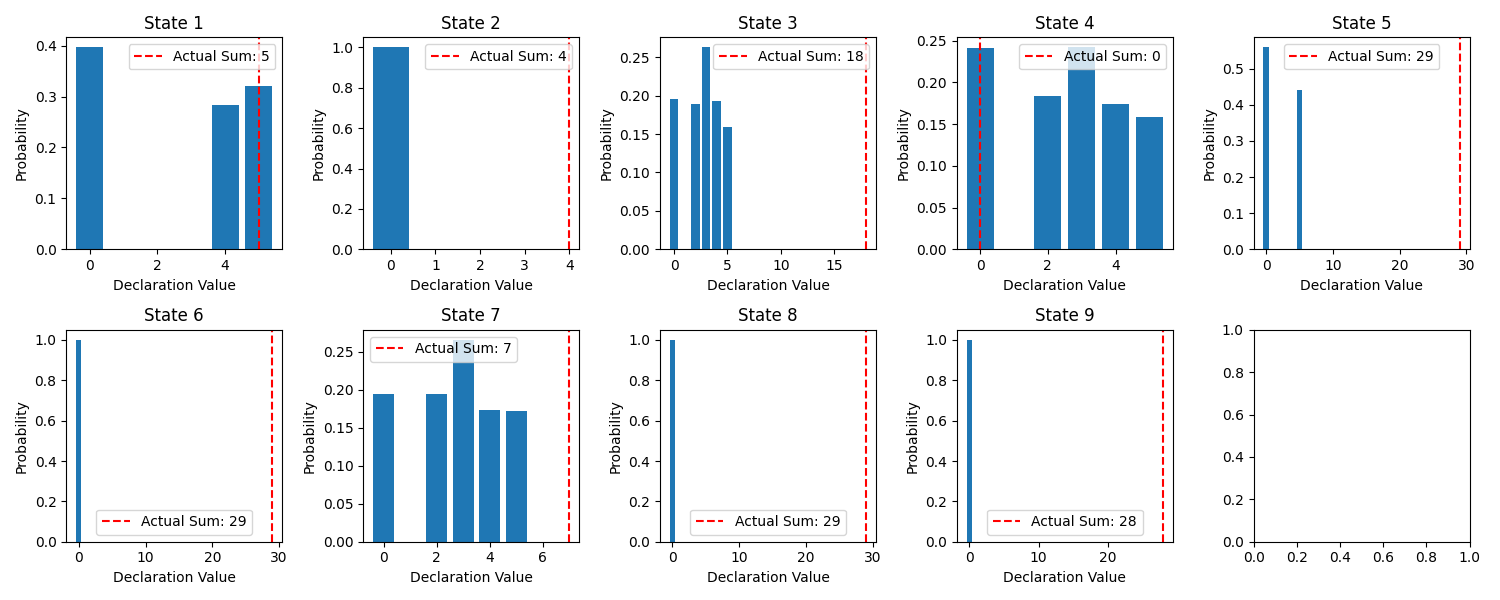 State 1
State 2
State 3
State 4
State 5
Actual Sum: 5
Actual Sum: 4
Actual Sum: 18
Actual Sum: 0
Actual Sum: 29
Probability
0.4
0.3
0.2
0.1
0.0
0 2 4
Declaration Value
Probability
1.0
0.8
0.6
0.4
0.2
0.0
0 1 2 3 4
Declaration Value
Probability
0.25
0.20
0.15
0.10
0.05
0.00
0 5 10 15
Declaration Value
Probability
0.25
0.20
0.15
0.10
0.05
0.00
0 2 4
Declaration Value
Probability
0.5
0.4
0.3
0.2
0.1
0.0
0 10 20 30
Declaration Value
State 6
State 7
State 8
State 9
Probability
1.0
0.8
0.6
0.4
0.2
0.0
Actual Sum: 29
0 10 20 30
Declaration Value
Actual Sum: 7
Probability
0.25
0.20
0.15
0.10
0.05
0.00
0 2 4 6
Declaration Value
Probability
1.0
0.8
0.6
0.4
0.2
0.0
Actual Sum: 29
0 10 20 30
Declaration Value
Probability
1.0
0.8
0.6
0.4
0.2
0.0
Actual Sum: 28
0 10 20
Declaration Value
1.0
0.8
0.6
0.4
0.2
0.0
0.0 0.2 0.4 0.6 0.8 1.0